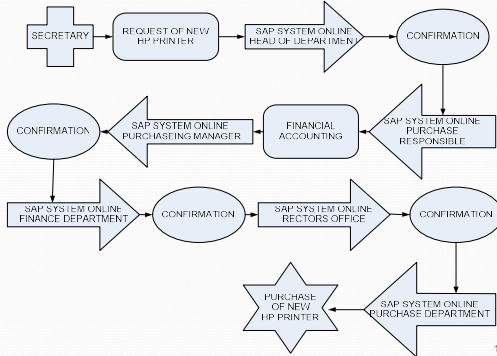 SECRETARY
REQUEST OF NEW
HP PRINTER
SAP SYSTEM ONLINE
HEAD OF DEPARTMENT
CONFIRMATION
SAP SYSTEM ONLINE
PURCHASE
RESPONSIBLE
FINANCIAL
ACCOUNTING
SAP SYSTEM ONLINE
PURCHASEING MANAGER
CONFIRMATION
SAP SYSTEM ONLINE
FINANCE DEPARTMENT
CONFIRMATION
SAP SYSTEM ONLINE
RECTORS OFFICE
CONFIRMATION
SAP SYSTEM ONLINE
PURCHASE DEPARTMENT
PURCHASE
OF NEW
HP PRINTER